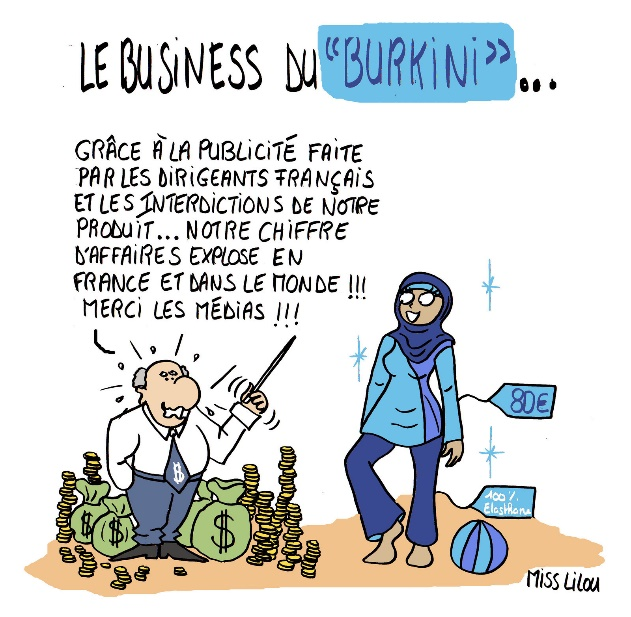 LE BUSINESS DU "BURKINI"...
GRÂCE À LA PUBLICITÉ FAITE
PAR LES DIRIGEANTS FRANÇAIS
ET LES INTERDICTIONS DE NOTRE
PRODUIT... NOTRE CHIFFRE
D'AFFAIRES EXPLOSE EN
FRANCE ET DANS LE MONDE !!!
MERCI LES MÉDIAS !!!
80€
100%
Elasthane
$
$
$
$
MISS LiLou